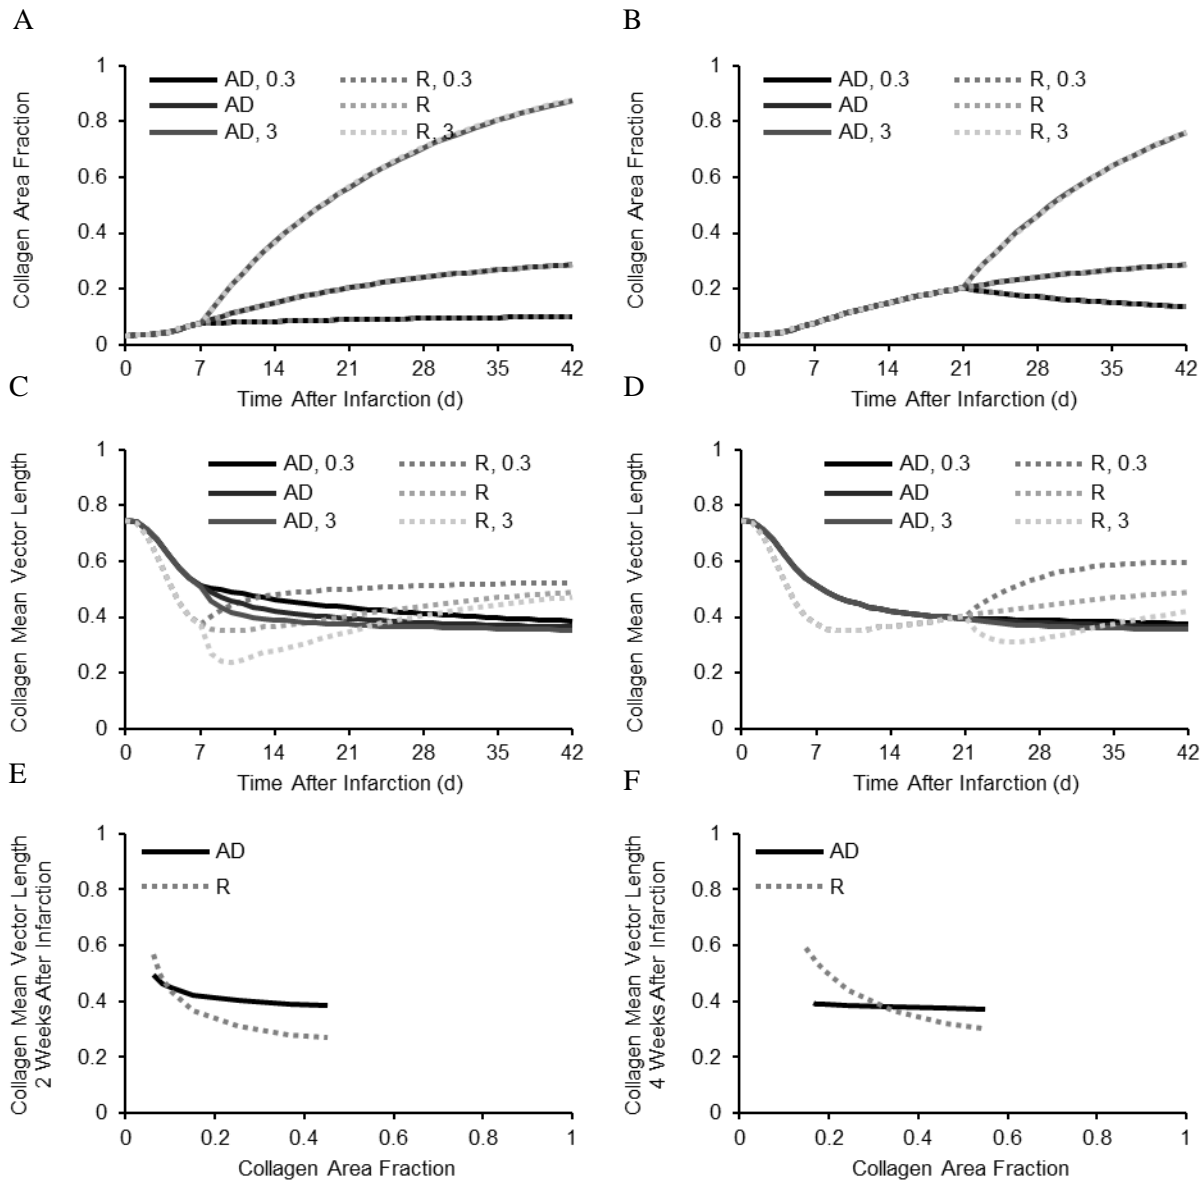 A
Collagen Area Fraction
1
0.8
0.6
0.4
0.2
0
AD, 0.3
R, 0.3
AD
R
AD, 3
R, 3
0 7 14 21 28 35 42
Time After Infarction (d)
B
Collagen Area Fraction
1
0.8
0.6
0.4
0.2
0
AD, 0.3
R, 0.3
AD
R
AD, 3
R, 3
0 7 14 21 28 35 42
Time After Infarction (d)
C
Collagen Mean Vector Length
1
0.8
0.6
0.4
0.2
0
AD, 0.3
R, 0.3
AD
R
AD, 3
R, 3
0 7 14 21 28 35 42
Time After Infarction (d)
D
Collagen Mean Vector Length
1
0.8
0.6
0.4
0.2
0
AD, 0.3
R, 0.3
AD
R
AD, 3
R, 3
0 7 14 21 28 35 42
Time After Infarction (d)
E
Collagen Mean Vector Length
2 Weeks After Infarction
1
0.8
0.6
0.4
0.2
0
AD
R
0 0.2 0.4 0.6 0.8 1
Collagen Area Fraction
F
Collagen Mean Vector Length
4 Weeks After Infarction
1
0.8
0.6
0.4
0.2
0
AD
R
0 0.2 0.4 0.6 0.8 1
Collagen Area Fraction